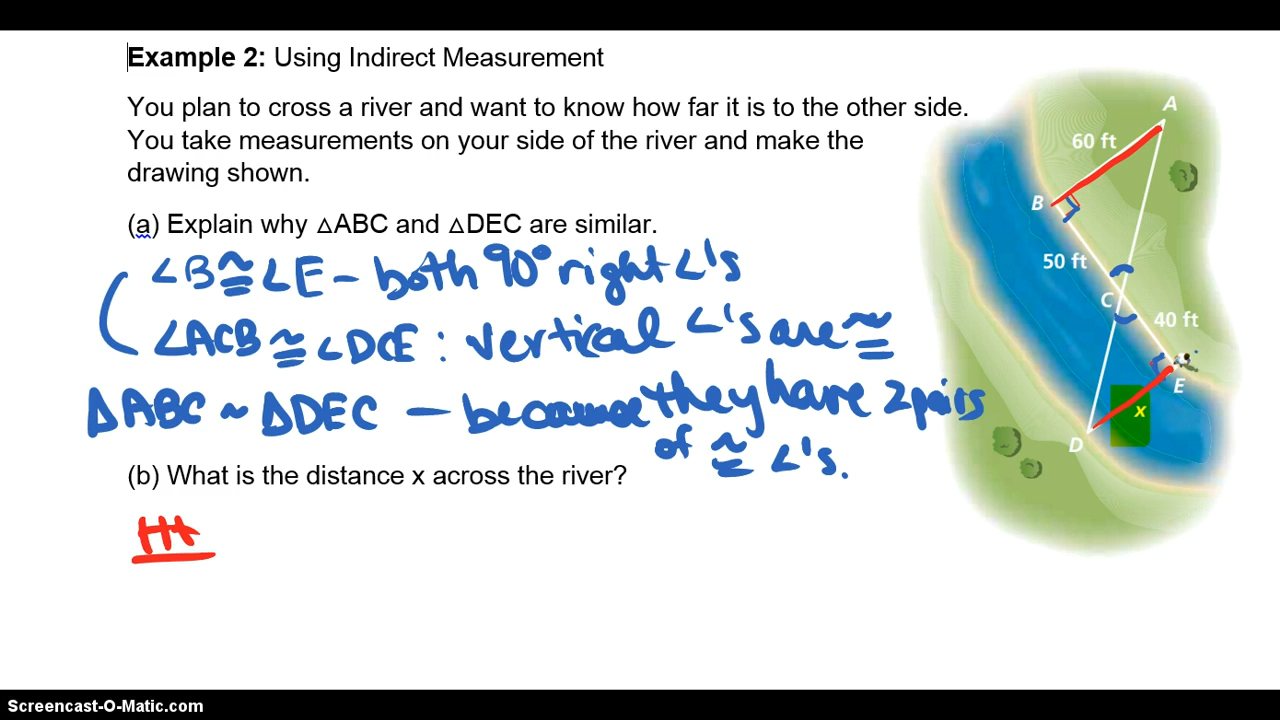 Example 2: Using Indirect Measurement
You plan to cross a river and want to know how far it is to the other side.
You take measurements on your side of the river and make the
drawing shown.
(a) Explain why △ABC and △DEC are similar.
∠B ≅ ∠E – both 90° right ∠'s
∠ACB ≅ ∠DCE : vertical ∠'s are ≅
△ABC ~ △DEC – because they have 2 pairs
of ≅ ∠'s.
(b) What is the distance x across the river?
Ht
A
60 ft
B
50 ft
C
40 ft
E
x
D
Screencast-O-Matic.com